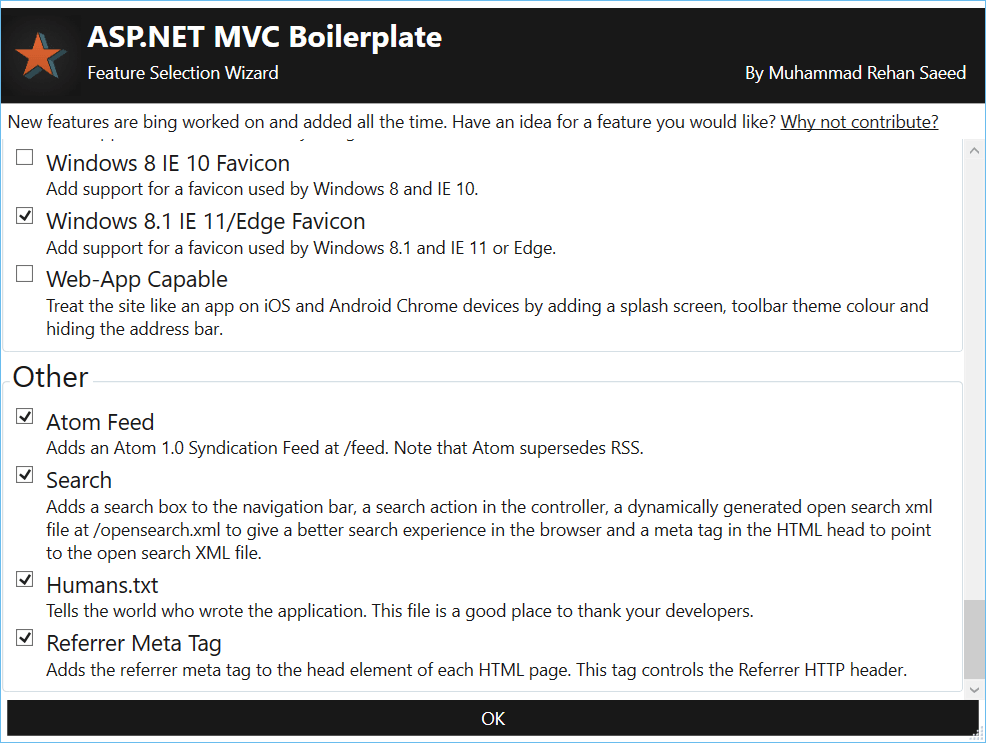 ASP.NET MVC Boilerplate
Feature Selection Wizard
By Muhammad Rehan Saeed
New features are bing worked on and added all the time. Have an idea for a feature you would like? Why not contribute?
Windows 8 IE 10 Favicon
Add support for a favicon used by Windows 8 and IE 10.
Windows 8.1 IE 11/Edge Favicon
Add support for a favicon used by Windows 8.1 and IE 11 or Edge.
Web-App Capable
Treat the site like an app on iOS and Android Chrome devices by adding a splash screen, toolbar theme colour and
hiding the address bar.
Other
Atom Feed
Adds an Atom 1.0 Syndication Feed at /feed. Note that Atom supersedes RSS.
Search
Adds a search box to the navigation bar, a search action in the controller, a dynamically generated open search xml
file at /opensearch.xml to give a better search experience in the browser and a meta tag in the HTML head to point
to the open search XML file.
Humans.txt
Tells the world who wrote the application. This file is a good place to thank your developers.
Referrer Meta Tag
Adds the referrer meta tag to the head element of each HTML page. This tag controls the Referrer HTTP header.
OK